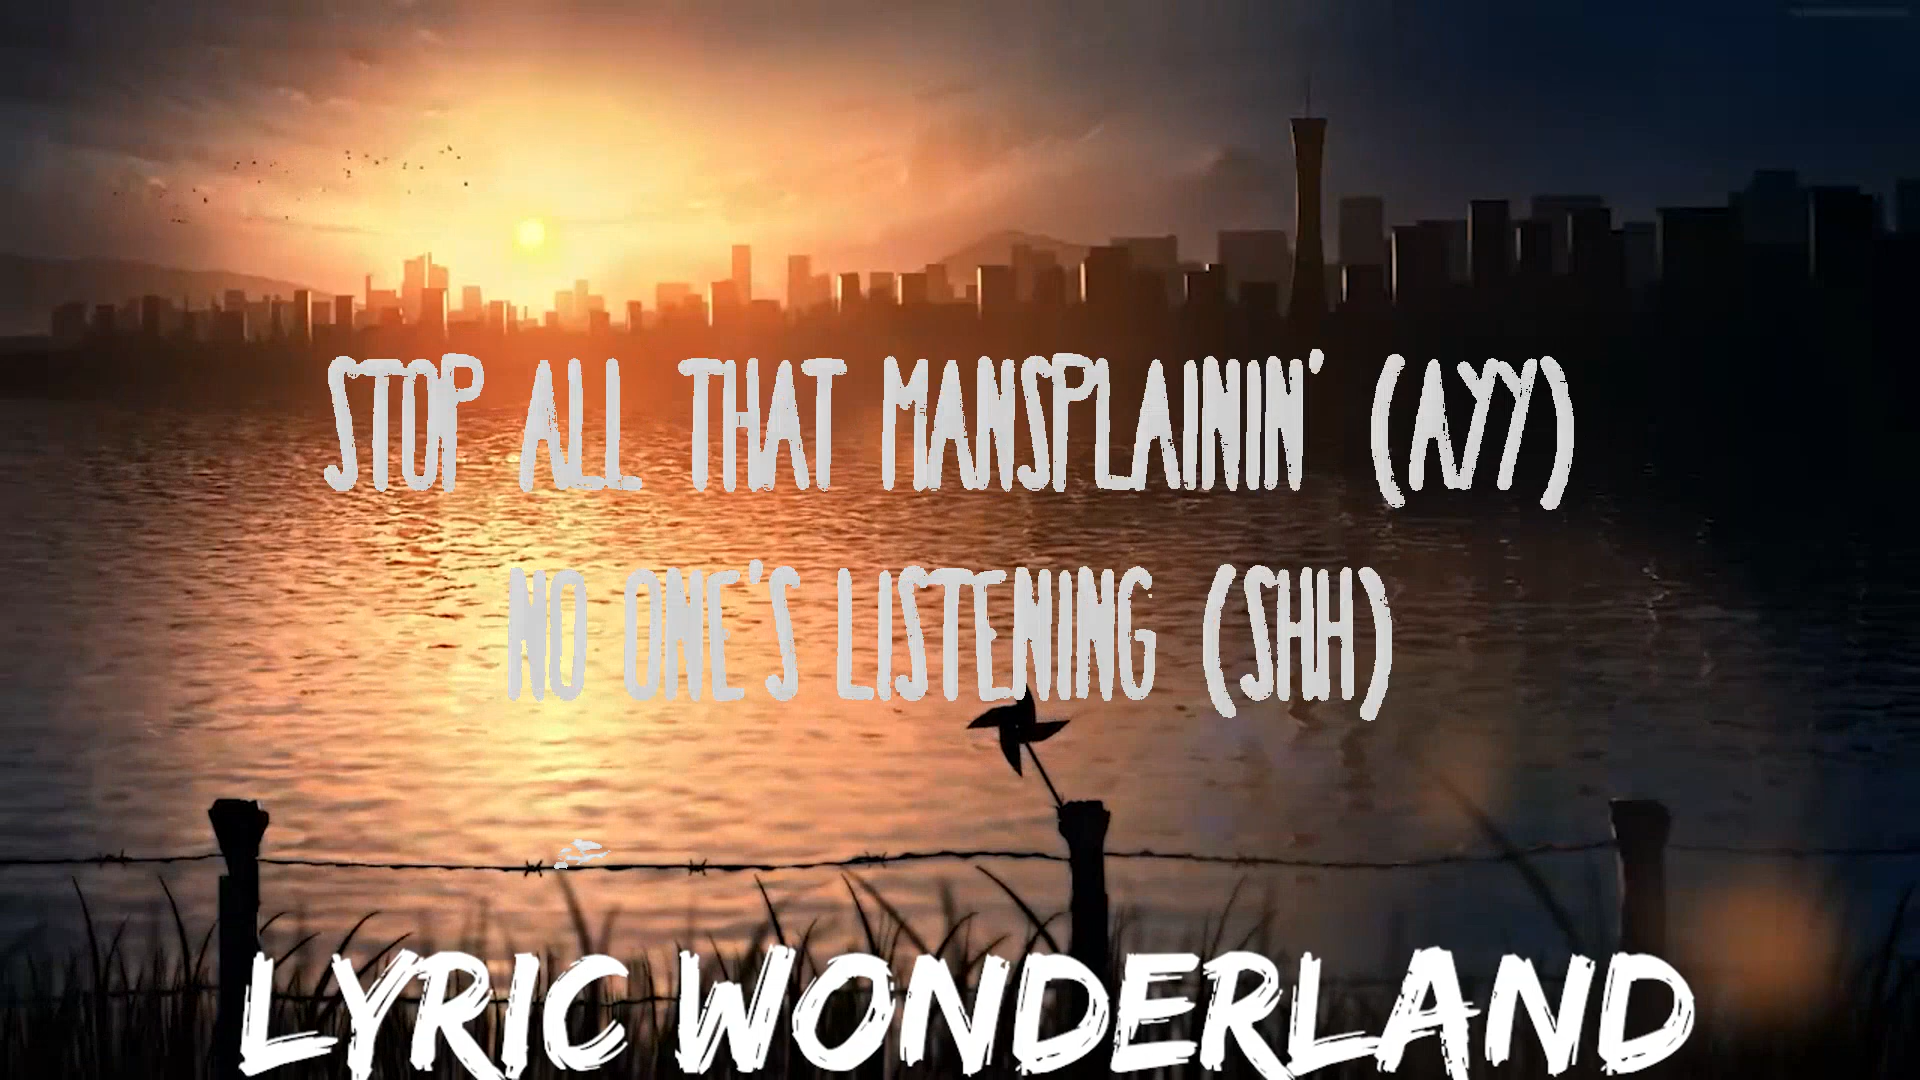 STOP ALL THAT MANSPLAININ' (AYY)
NO ONE'S LISTENING (SHH)
LYRIC WONDERLAND